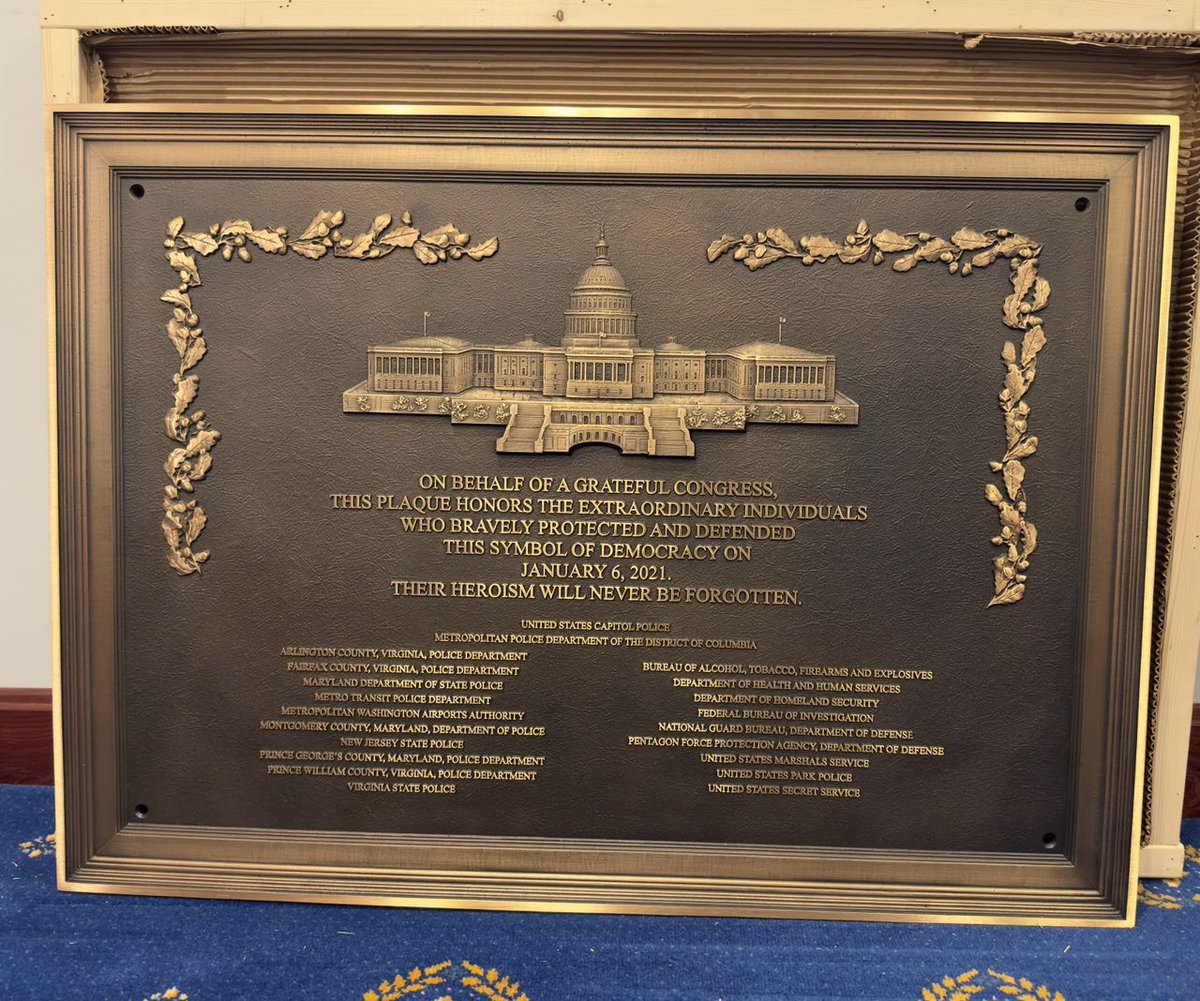 ON BEHALF OF A GRATEFUL CONGRESS,
THIS PLAQUE HONORS THE EXTRAORDINARY INDIVIDUALS
WHO BRAVELY PROTECTED AND DEFENDED
THIS SYMBOL OF DEMOCRACY ON
JANUARY 6, 2021.
THEIR HEROISM WILL NEVER BE FORGOTTEN.
UNITED STATES CAPITOL POLICE
METROPOLITAN POLICE DEPARTMENT OF THE DISTRICT OF COLUMBIA
ARLINGTON COUNTY, VIRGINIA, POLICE DEPARTMENT
FAIRFAX COUNTY, VIRGINIA, POLICE DEPARTMENT
MARYLAND DEPARTMENT OF STATE POLICE
METRO TRANSIT POLICE DEPARTMENT
METROPOLITAN WASHINGTON AIRPORTS AUTHORITY
MONTGOMERY COUNTY, MARYLAND, DEPARTMENT OF POLICE
NEW JERSEY STATE POLICE
PRINCE GEORGE'S COUNTY, MARYLAND, POLICE DEPARTMENT
PRINCE WILLIAM COUNTY, VIRGINIA, POLICE DEPARTMENT
VIRGINIA STATE POLICE
BUREAU OF ALCOHOL, TOBACCO, FIREARMS AND EXPLOSIVES
DEPARTMENT OF HEALTH AND HUMAN SERVICES
DEPARTMENT OF HOMELAND SECURITY
FEDERAL BUREAU OF INVESTIGATION
NATIONAL GUARD BUREAU, DEPARTMENT OF DEFENSE
PENTAGON FORCE PROTECTION AGENCY, DEPARTMENT OF DEFENSE
UNITED STATES MARSHALS SERVICE
UNITED STATES PARK POLICE
UNITED STATES SECRET SERVICE